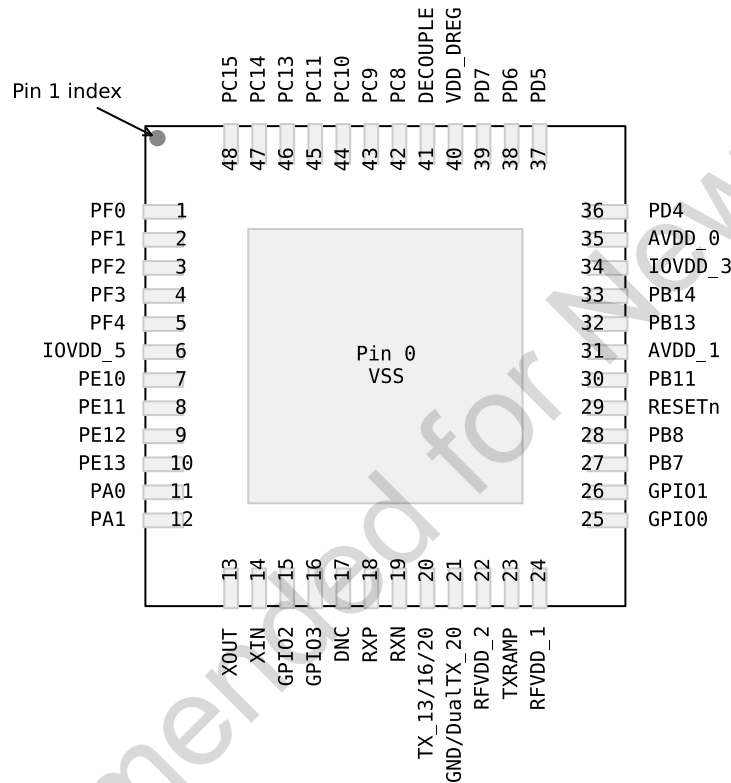 PC15
PC14
PC13
PC11
PC10
PC9
PC8
DECOUPLE
VDD_DREG
PD7
PD6
PD5
Pin 1 index
48
47
46
45
44
43
42
41
40
39
38
37
PF0 1
PF1 2
PF2 3
PF3 4
PF4 5
IOVDD_5 6
PE10 7
PE11 8
PE12 9
PE13 10
PA0 11
PA1 12
Pin 0
VSS
36 PD4
35 AVDD_0
34 IOVDD_3
33 PB14
32 PB13
31 AVDD_1
30 PB11
29 RESETn
28 PB8
27 PB7
26 GPIO1
25 GPIO0
13
14
15
16
17
18
19
20
21
22
23
24
XOUT
XIN
GPIO2
GPIO3
DNC
RXP
RXN
TX_13/16/20
GND/DualTX_20
RFVDD_2
TXRAMP
RFVDD_1
mended for New